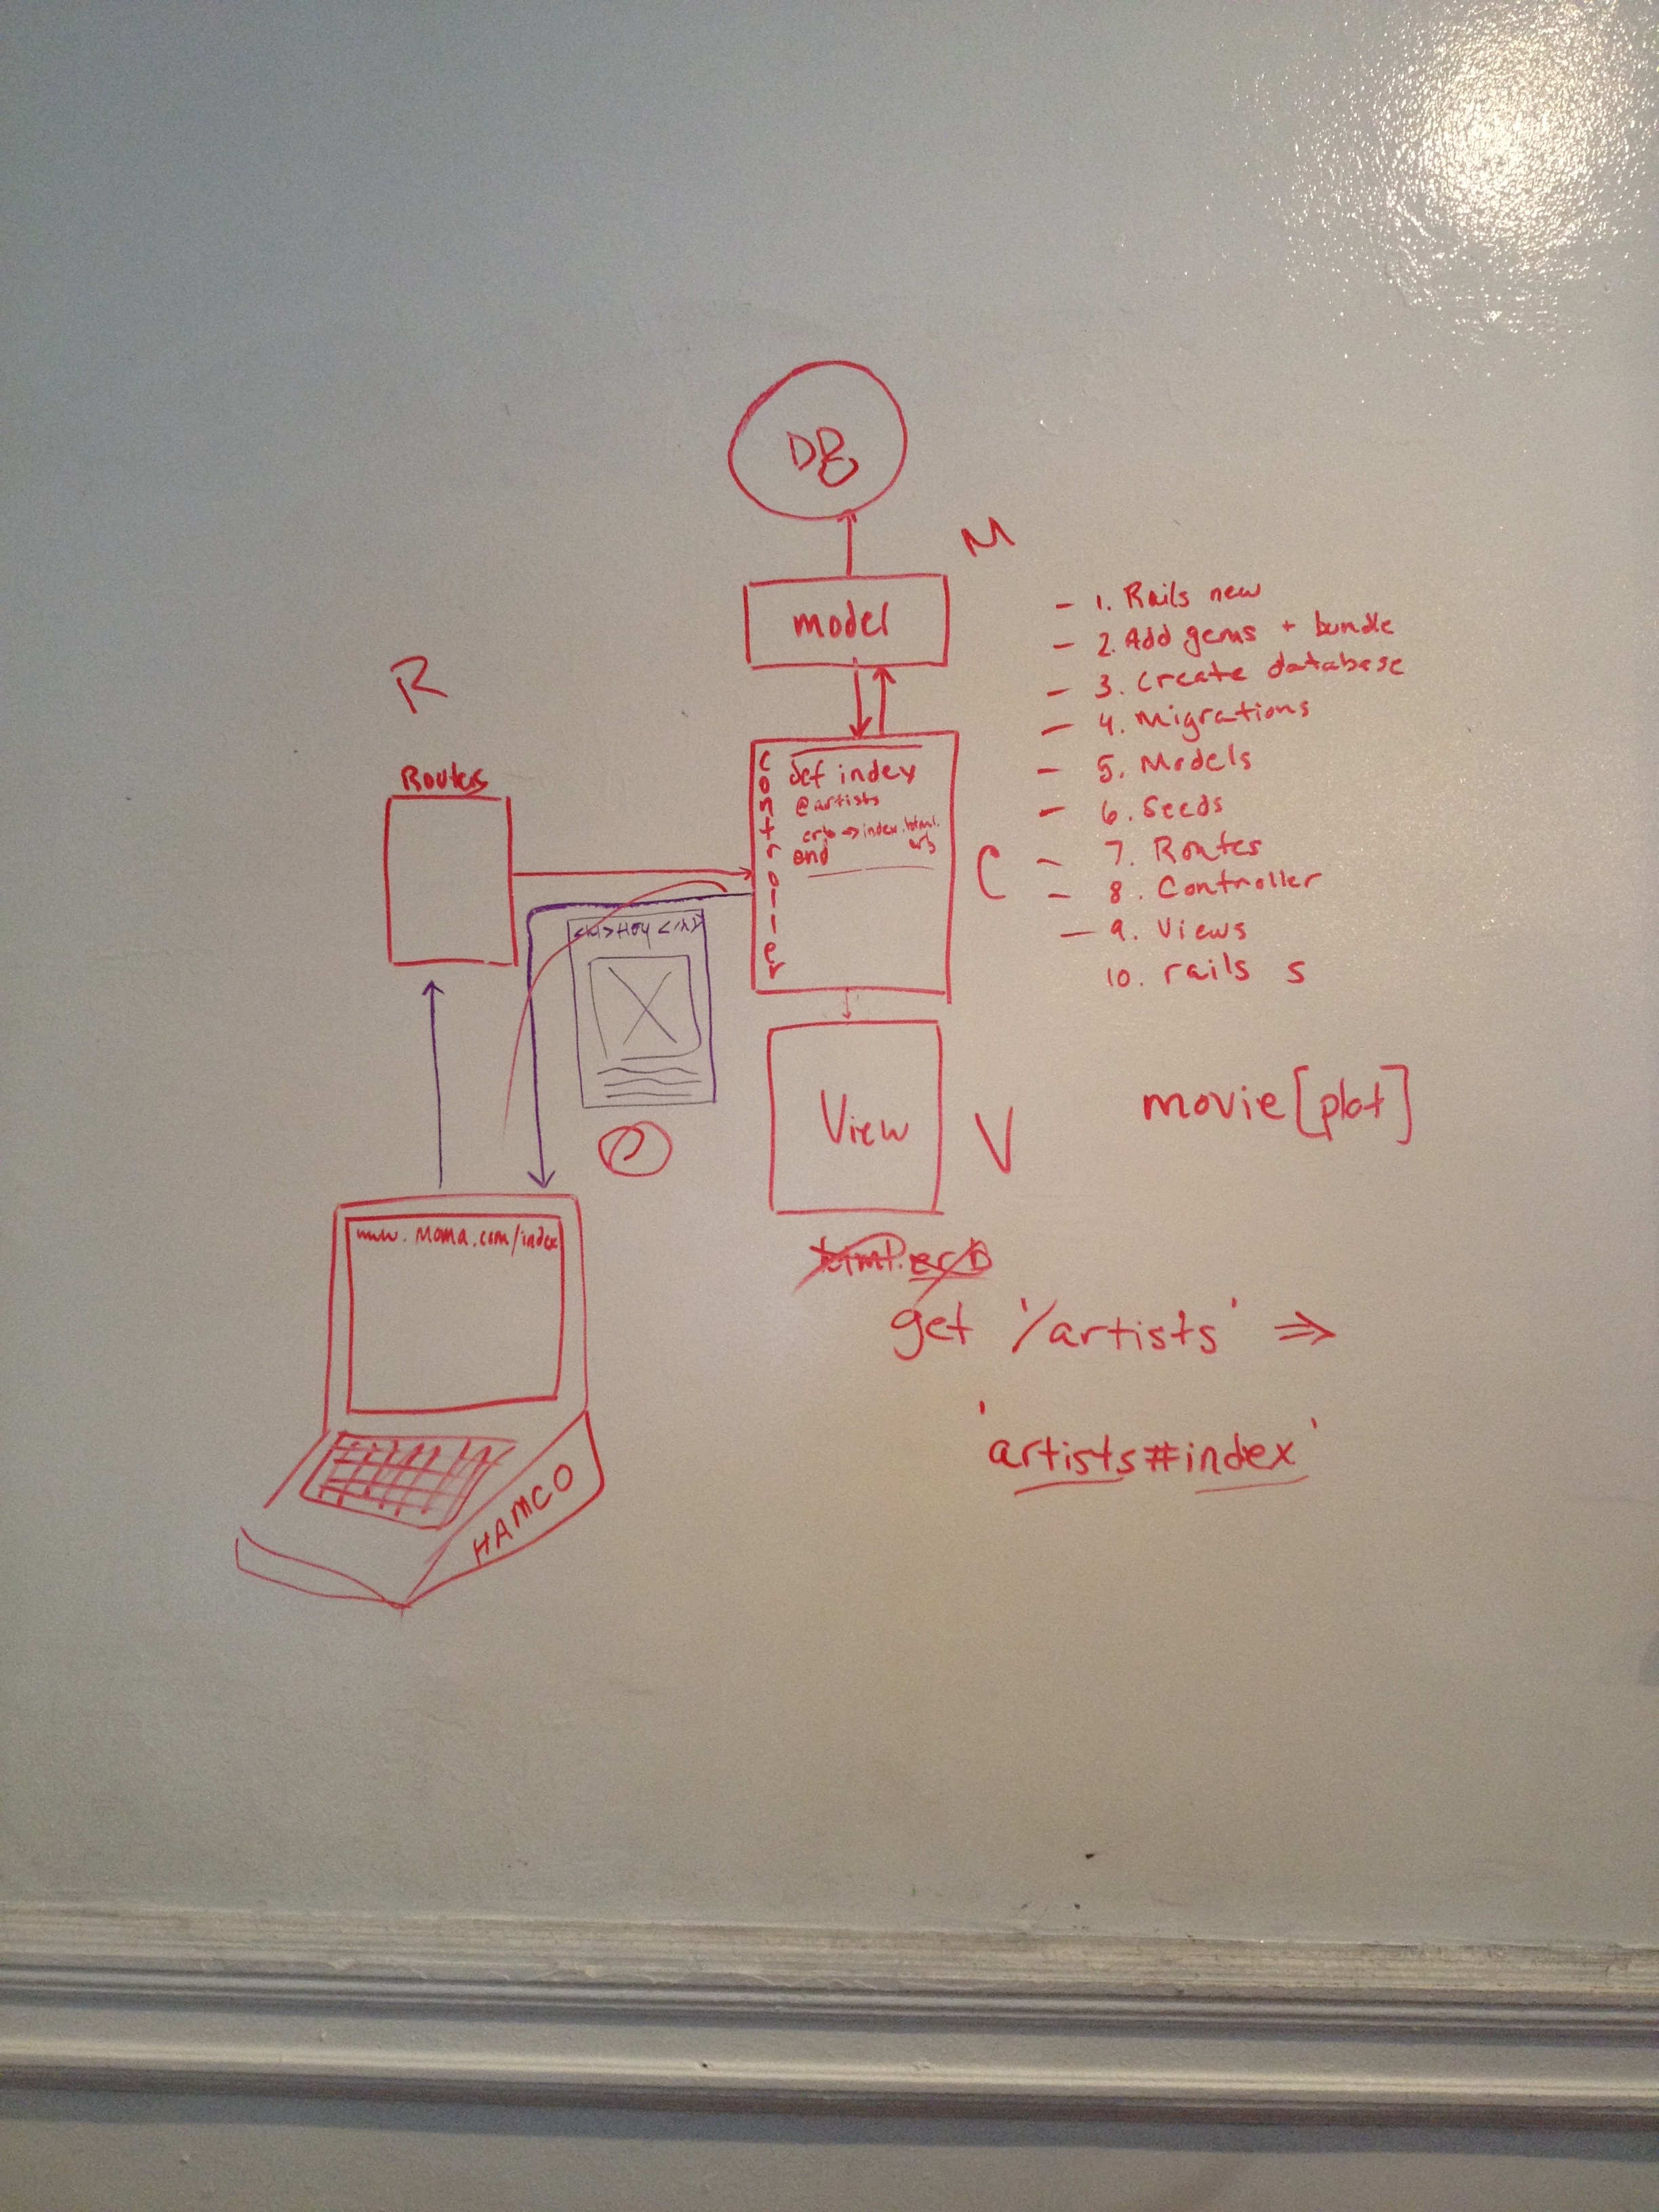 DB
model
M
R
Routes
Controller
def index
@artists
erb → index.html.
end
C
<h1>HOH</h1>
www.MOMA.com/index
HAMCO
View
V
html.erb
1. Rails new
2. Add gems + bundle
3. create database
4. migrations
5. Models
6. Seeds
7. Routes
8. Controller
9. Views
10. rails s
movie[plot]
get '/artists' =>
'artists#index'